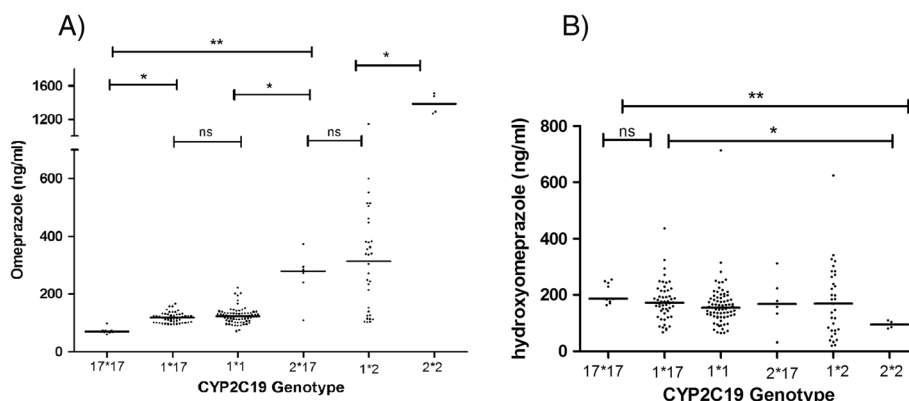 A)
**
*
*
*
ns
ns
1600
1200
600
400
200
0
Omeprazole (ng/ml)
17*17 1*17 1*1 2*17 1*2 2*2
CYP2C19 Genotype
B)
**
ns
*
800
600
400
200
0
hydroxyomeprazole (ng/ml)
17*17 1*17 1*1 2*17 1*2 2*2
CYP2C19 Genotype